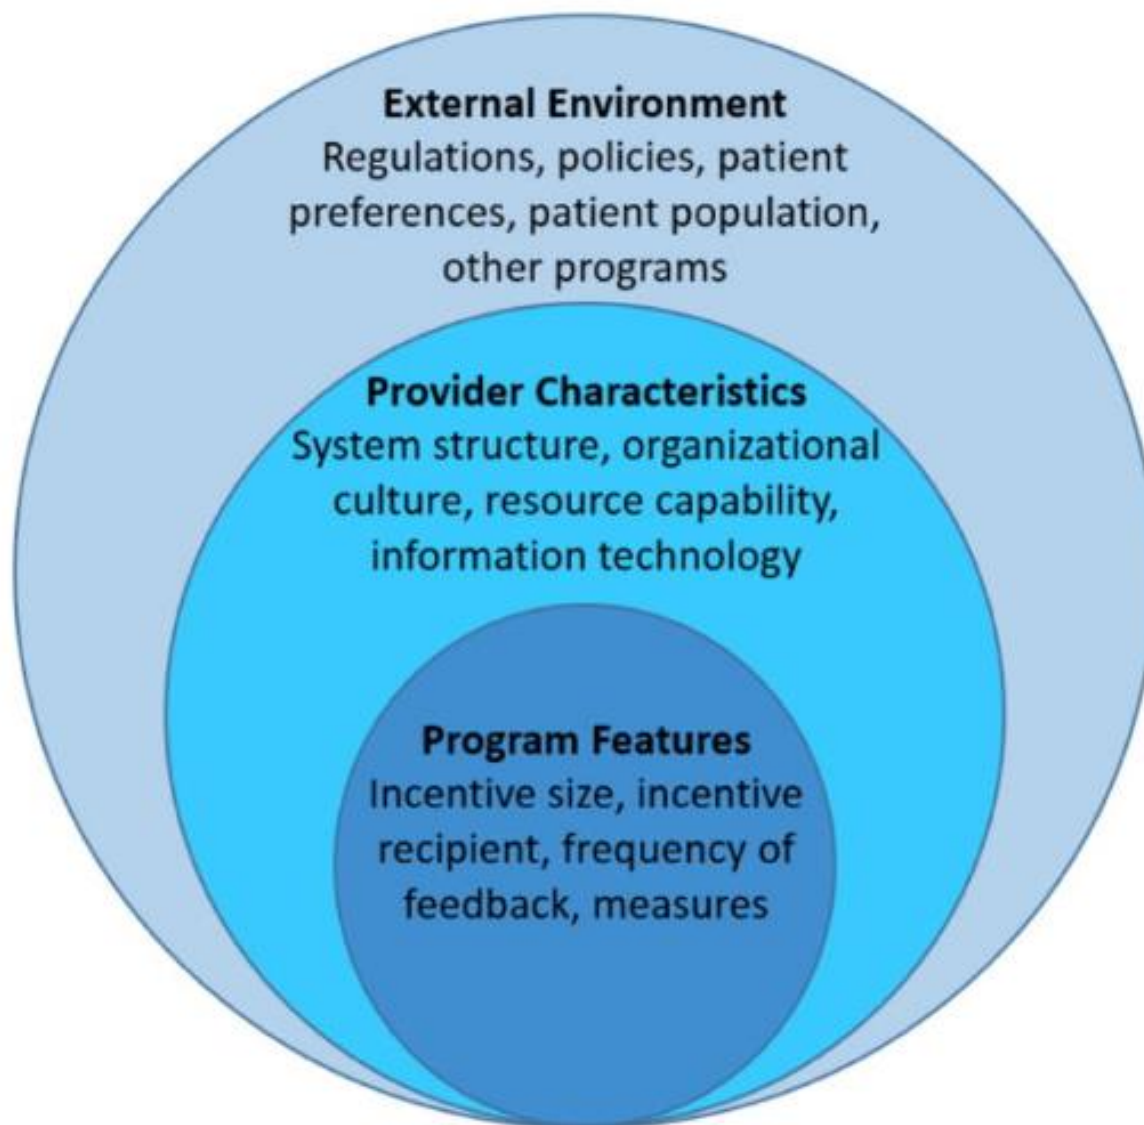 External Environment
Regulations, policies, patient
preferences, patient population,
other programs
Provider Characteristics
System structure, organizational
culture, resource capability,
information technology
Program Features
Incentive size, incentive
recipient, frequency of
feedback, measures